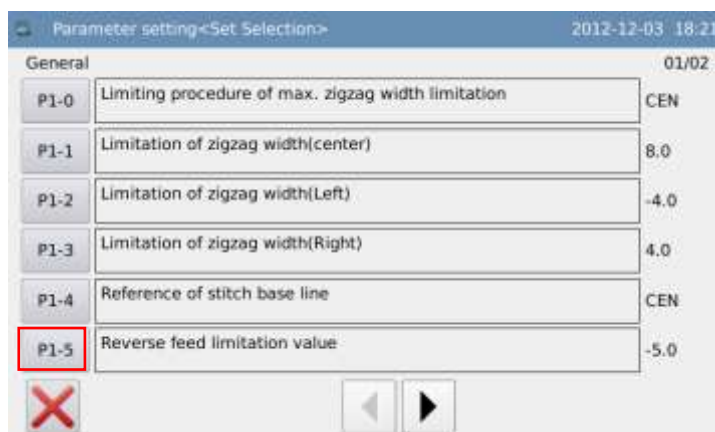 Parameter setting<Set Selection> 2012-12-03 18:21
General 01/02
P1-0 Limiting procedure of max. zigzag width limitation CEN
P1-1 Limitation of zigzag width(center) 8.0
P1-2 Limitation of zigzag width(Left) -4.0
P1-3 Limitation of zigzag width(Right) 4.0
P1-4 Reference of stitch base line CEN
P1-5 Reverse feed limitation value -5.0